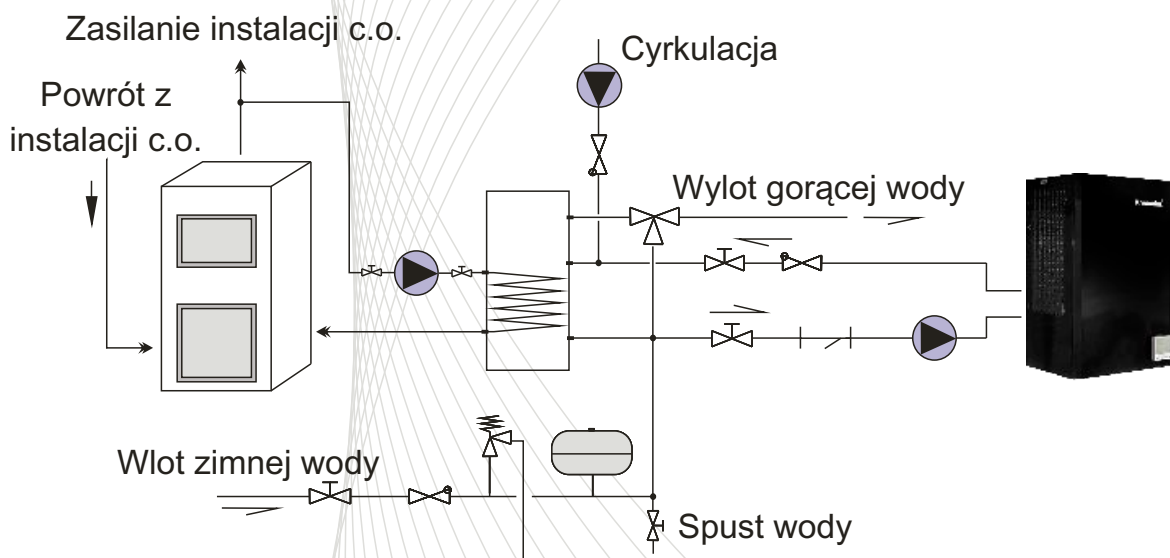 Zasilanie instalacji c.o.
Cyrkulacja
Powrót z
instalacji c.o.
Wylot gorącej wody
Wlot zimnej wody
Spust wody